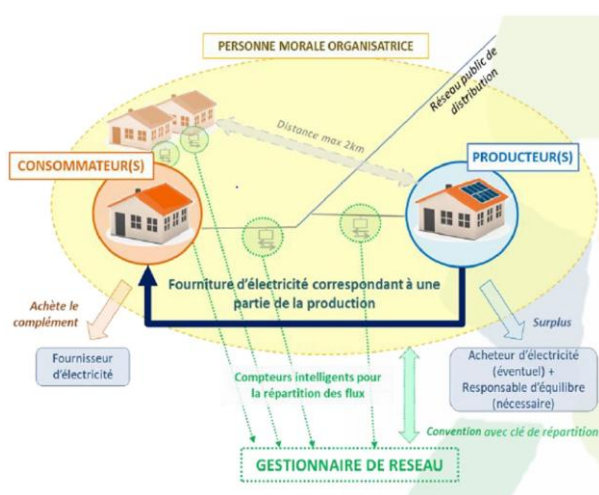 PERSONNE MORALE ORGANISATRICE
Réseau public de
distribution
Distance max 2km
CONSOMMATEUR(S)
PRODUCTEUR(S)
Fourniture d'électricité correspondant à une
partie de la production
Achète le
complément
Surplus
Fournisseur
d'électricité
Acheteur d'électricité
(éventuel) +
Responsable d'équilibre
(nécessaire)
Compteurs intelligents pour
la répartition des flux
Convention avec clé de répartition
GESTIONNAIRE DE RESEAU